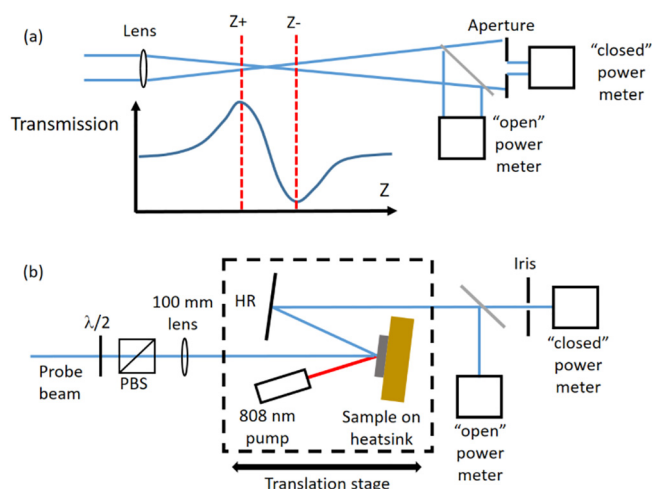 (a)
Lens
Z+
Z-
Aperture
“closed”
power
meter
“open”
power
meter
Transmission
Z
(b)
λ/2
PBS
Probe
beam
100 mm
lens
HR
808 nm
pump
Sample on
heatsink
Translation stage
Iris
“closed”
power
meter
“open”
power
meter